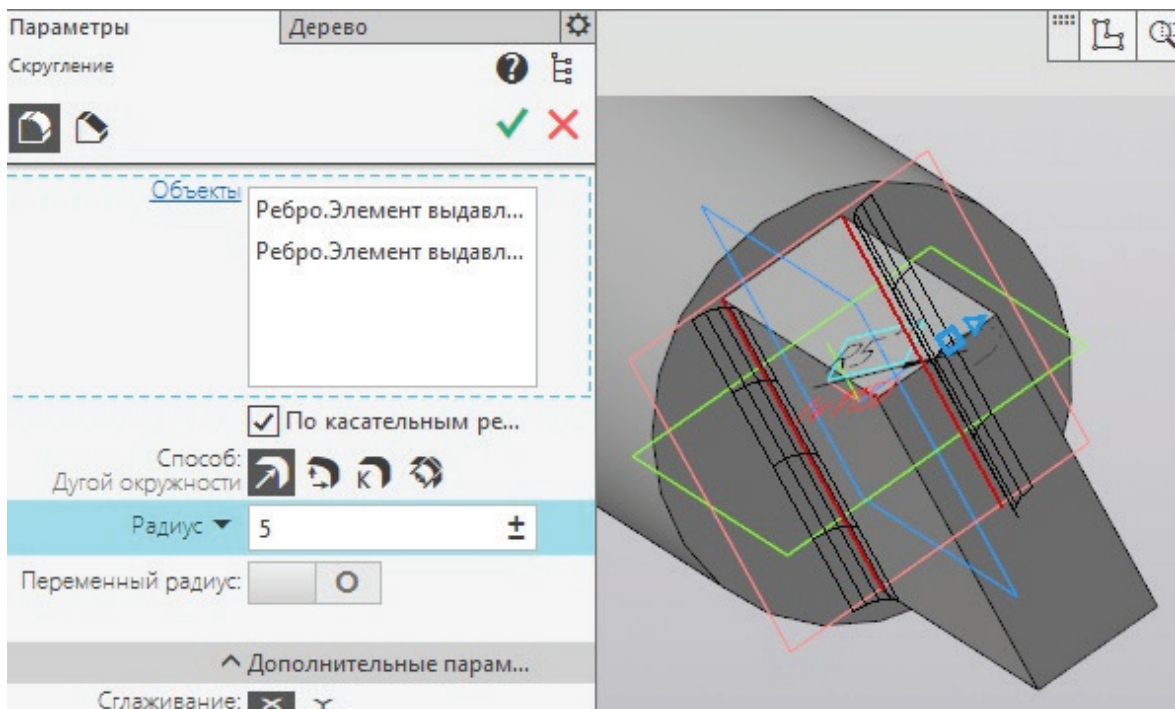 Параметры
Дерево
Скругление
Объекты
Ребро.Элемент выдавл...
Ребро.Элемент выдавл...
По касательным ре...
Способ:
Дугой окружности
Радиус
5
Переменный радиус:
Дополнительные парам...
Сглаживание: